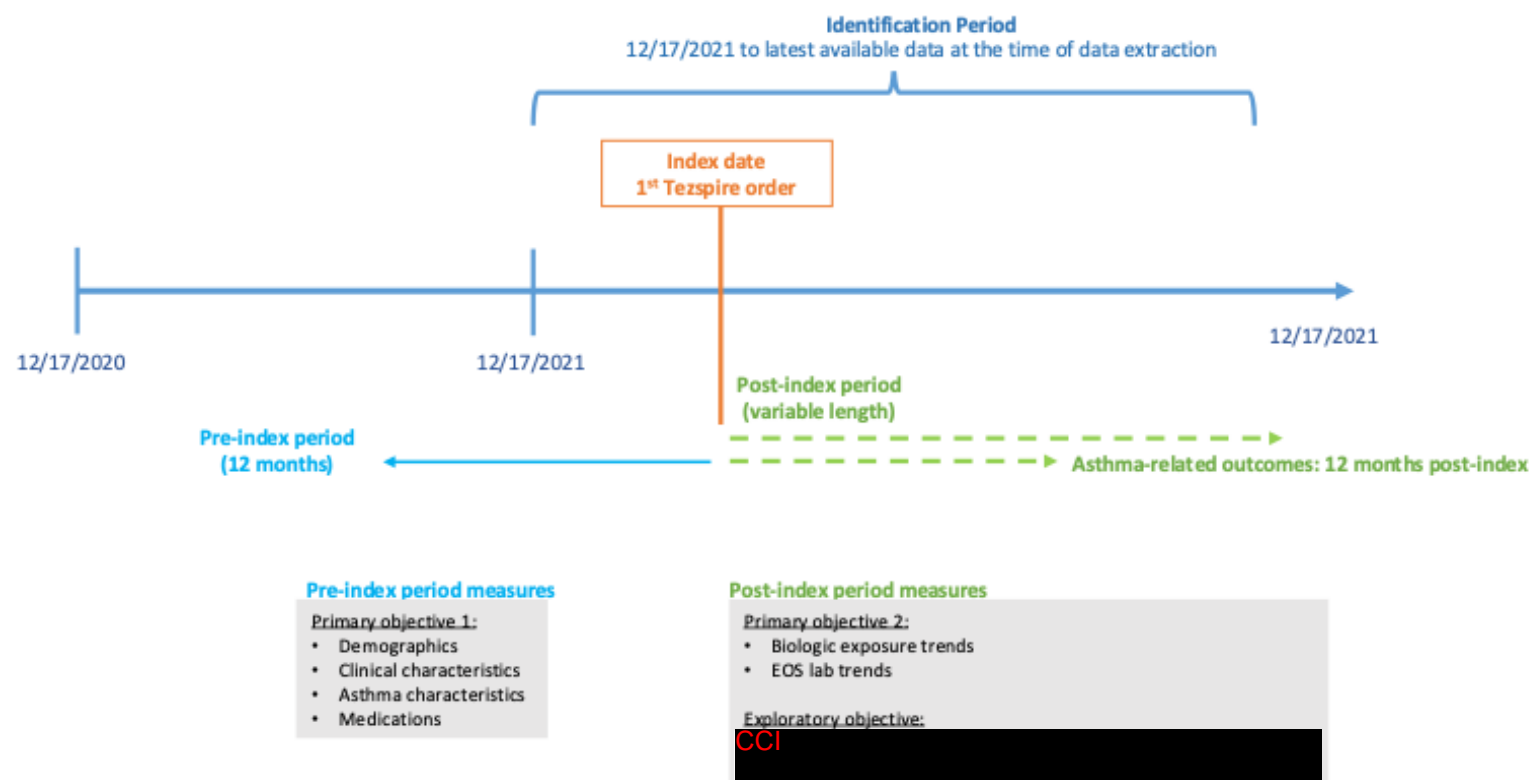 Identification Period
12/17/2021 to latest available data at the time of data extraction
Index date
1st Tezspire order
12/17/2020
12/17/2021
12/17/2021
Post-index period
(variable length)
Pre-index period
(12 months)
Asthma-related outcomes: 12 months post-index
Pre-index period measures
Primary objective 1:
• Demographics
• Clinical characteristics
• Asthma characteristics
• Medications
Post-index period measures
Primary objective 2:
• Biologic exposure trends
• EOS lab trends
Exploratory objective:
CCI